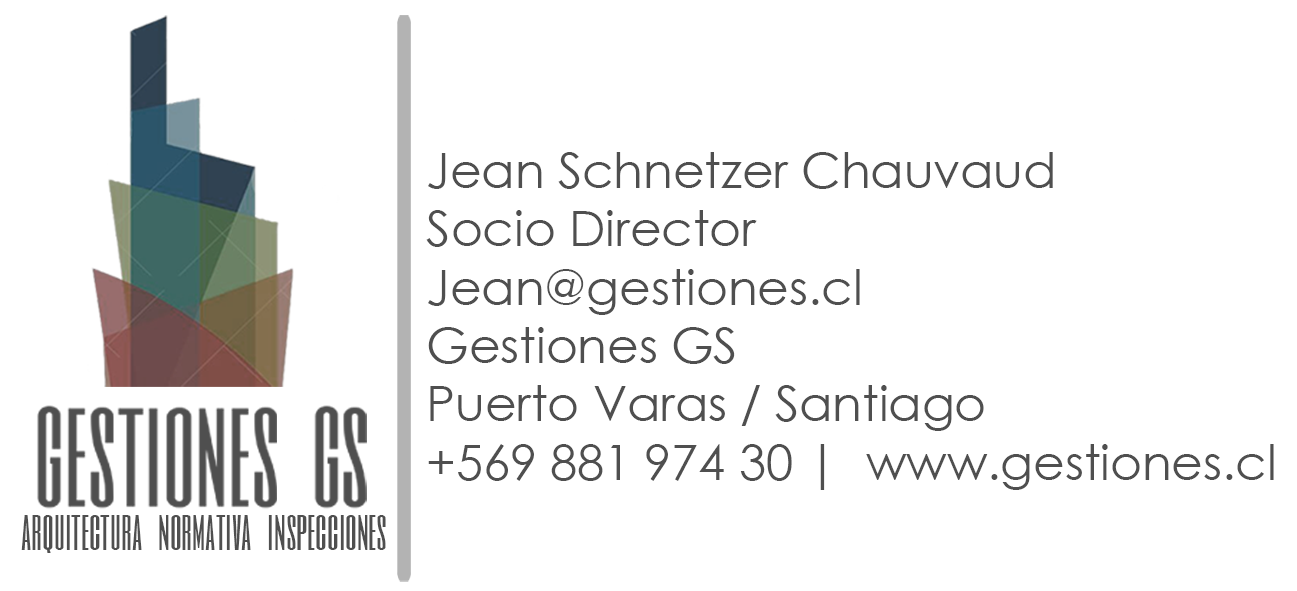 GESTIONES GS
ARQUITECTURA NORMATIVA INSPECCIONES
Jean Schnetzer Chauvaud
Socio Director
Jean@gestiones.cl
Gestiones GS
Puerto Varas / Santiago
+569 881 974 30 | www.gestiones.cl